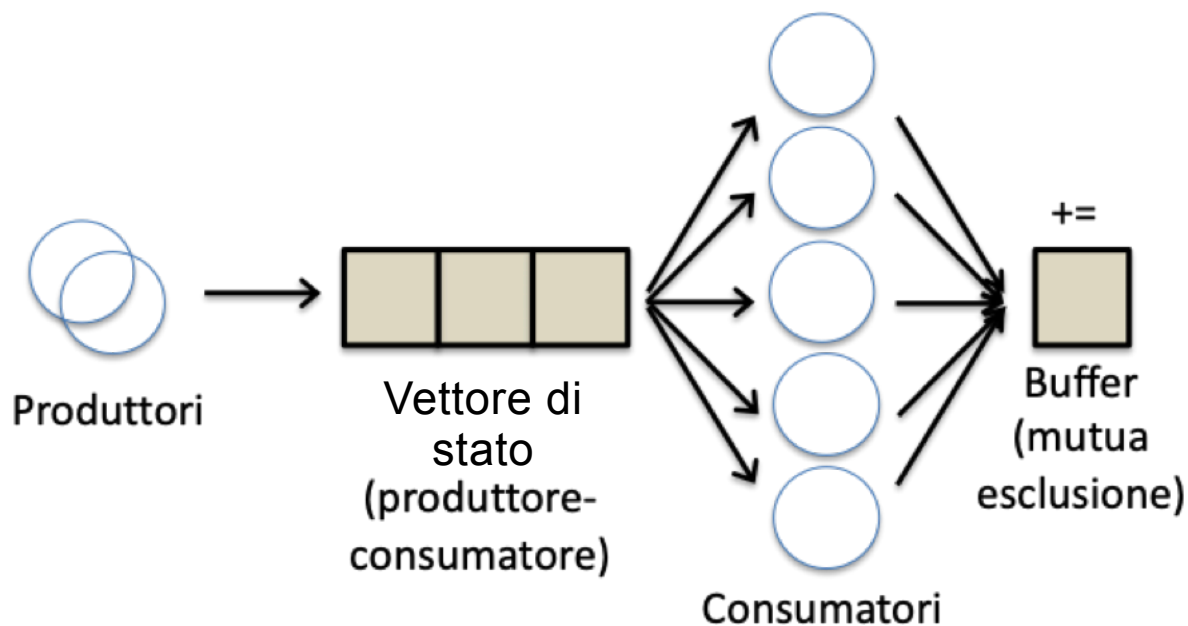 Produttori
Vettore di
stato
(produttore-
consumatore)
Consumatori
+=
Buffer
(mutua
esclusione)